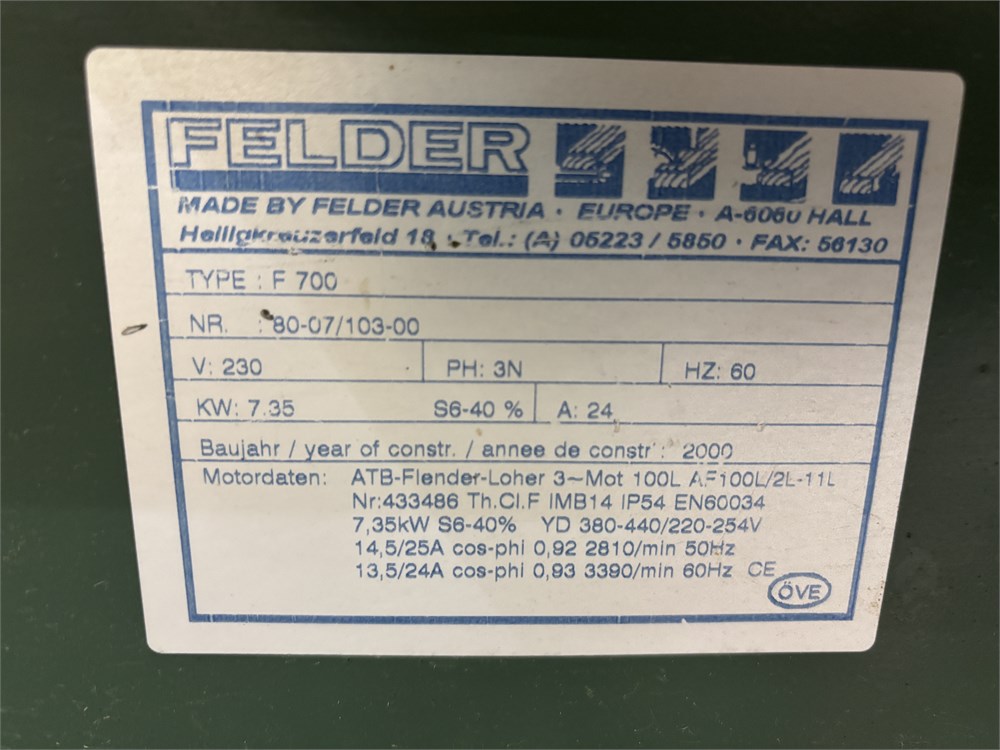 FELDER
MADE BY FELDER AUSTRIA · EUROPE · A-6060 HALL
Heiligkreuzerfeld 18 · Tel.: (A) 05223 / 5850 · FAX: 56130
TYPE : F 700
NR. : 80-07/103-00
V: 230 PH: 3N HZ: 60
KW: 7.35 S6-40 % A: 24
Baujahr / year of constr. / annee de constr. : 2000
Motordaten: ATB-Flender-Loher 3~Mot 100L AF100L/2L-11L
Nr:433486 Th.Cl.F IMB14 IP54 EN60034
7,35kW S6-40% YD 380-440/220-254V
14,5/25A cos-phi 0,92 2810/min 50Hz
13,5/24A cos-phi 0,93 3390/min 60Hz CE
ÖVE